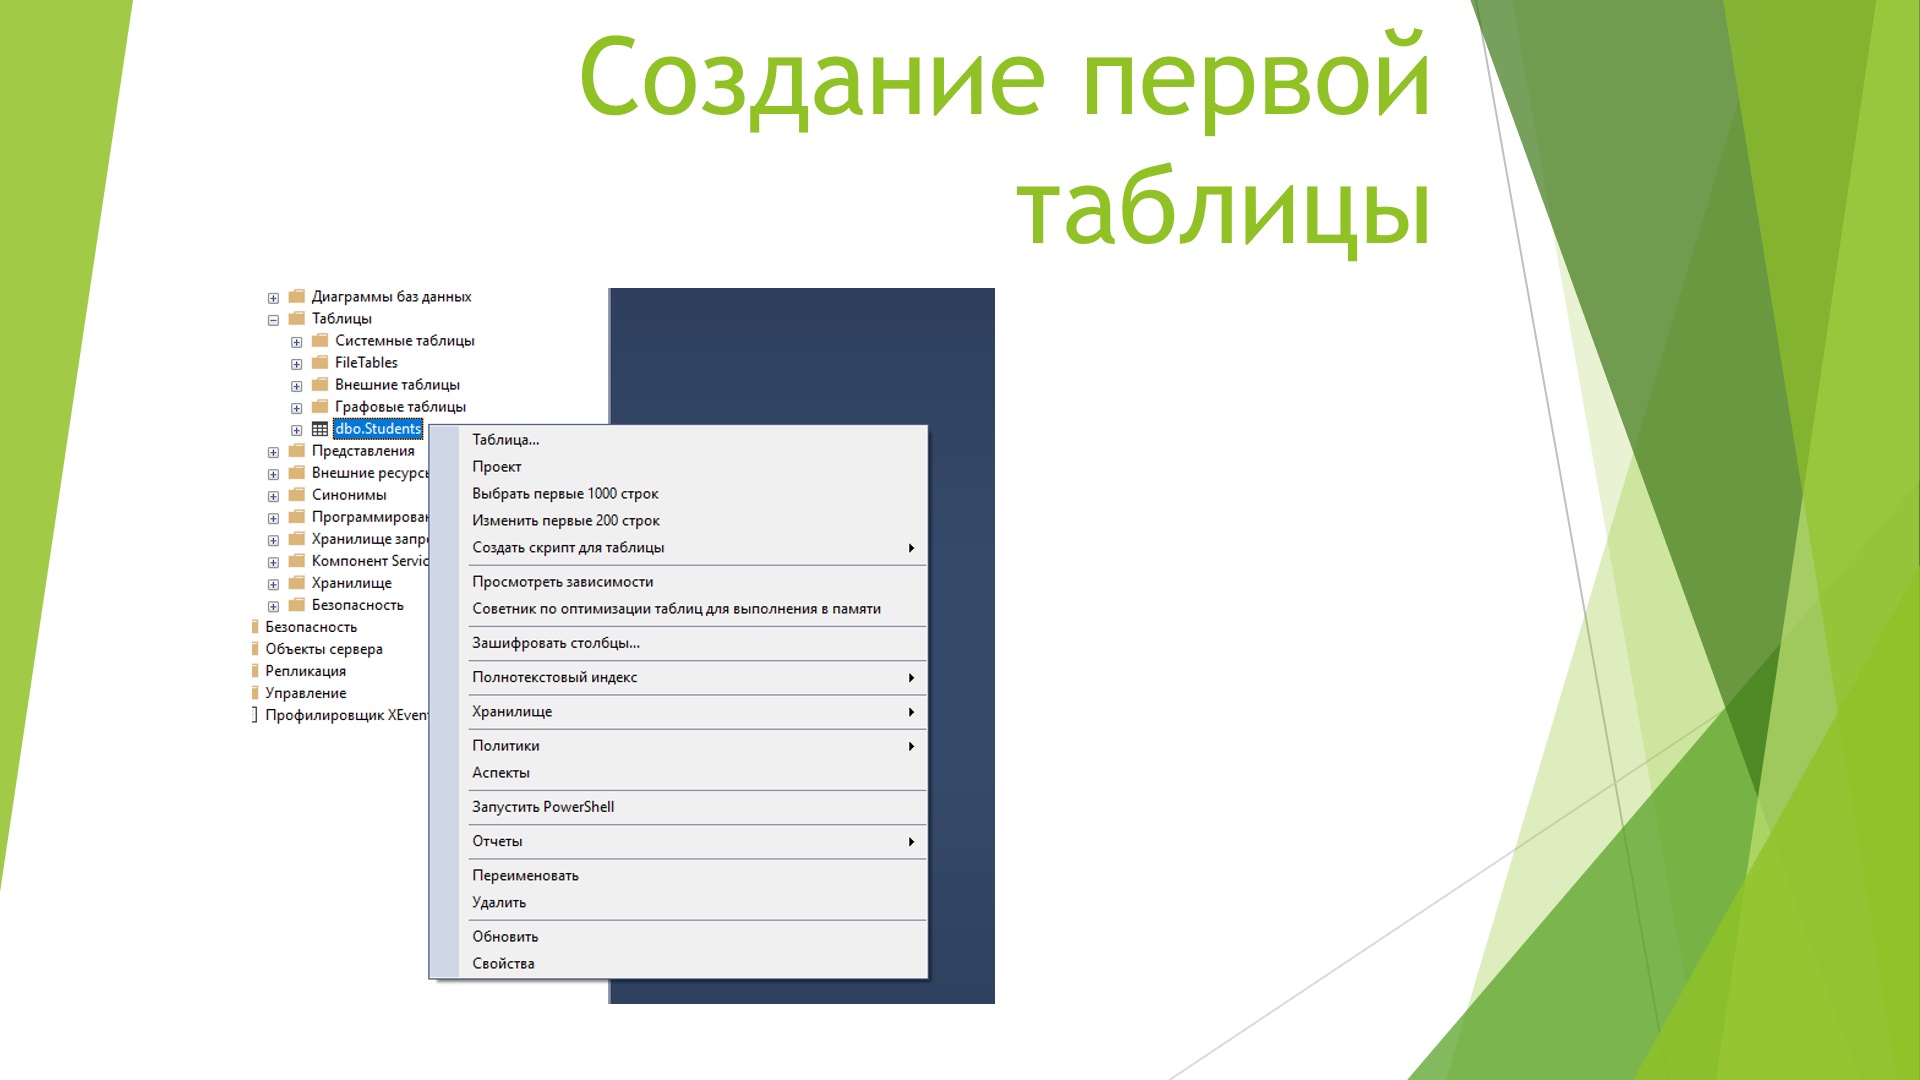 Создание первой
таблицы
Диаграммы баз данных
Таблицы
Системные таблицы
FileTables
Внешние таблицы
Графовые таблицы
dbo.Students
Представления
Внешние ресурсы
Синонимы
Программирован
Хранилище запро
Компонент Servic
Хранилище
Безопасность
Безопасность
Объекты сервера
Репликация
Управление
Профилировщик XEvent
Таблица...
Проект
Выбрать первые 1000 строк
Изменить первые 200 строк
Создать скрипт для таблицы
Просмотреть зависимости
Советник по оптимизации таблиц для выполнения в памяти
Зашифровать столбцы...
Полнотекстовый индекс
Хранилище
Политики
Аспекты
Запустить PowerShell
Отчеты
Переименовать
Удалить
Обновить
Свойства